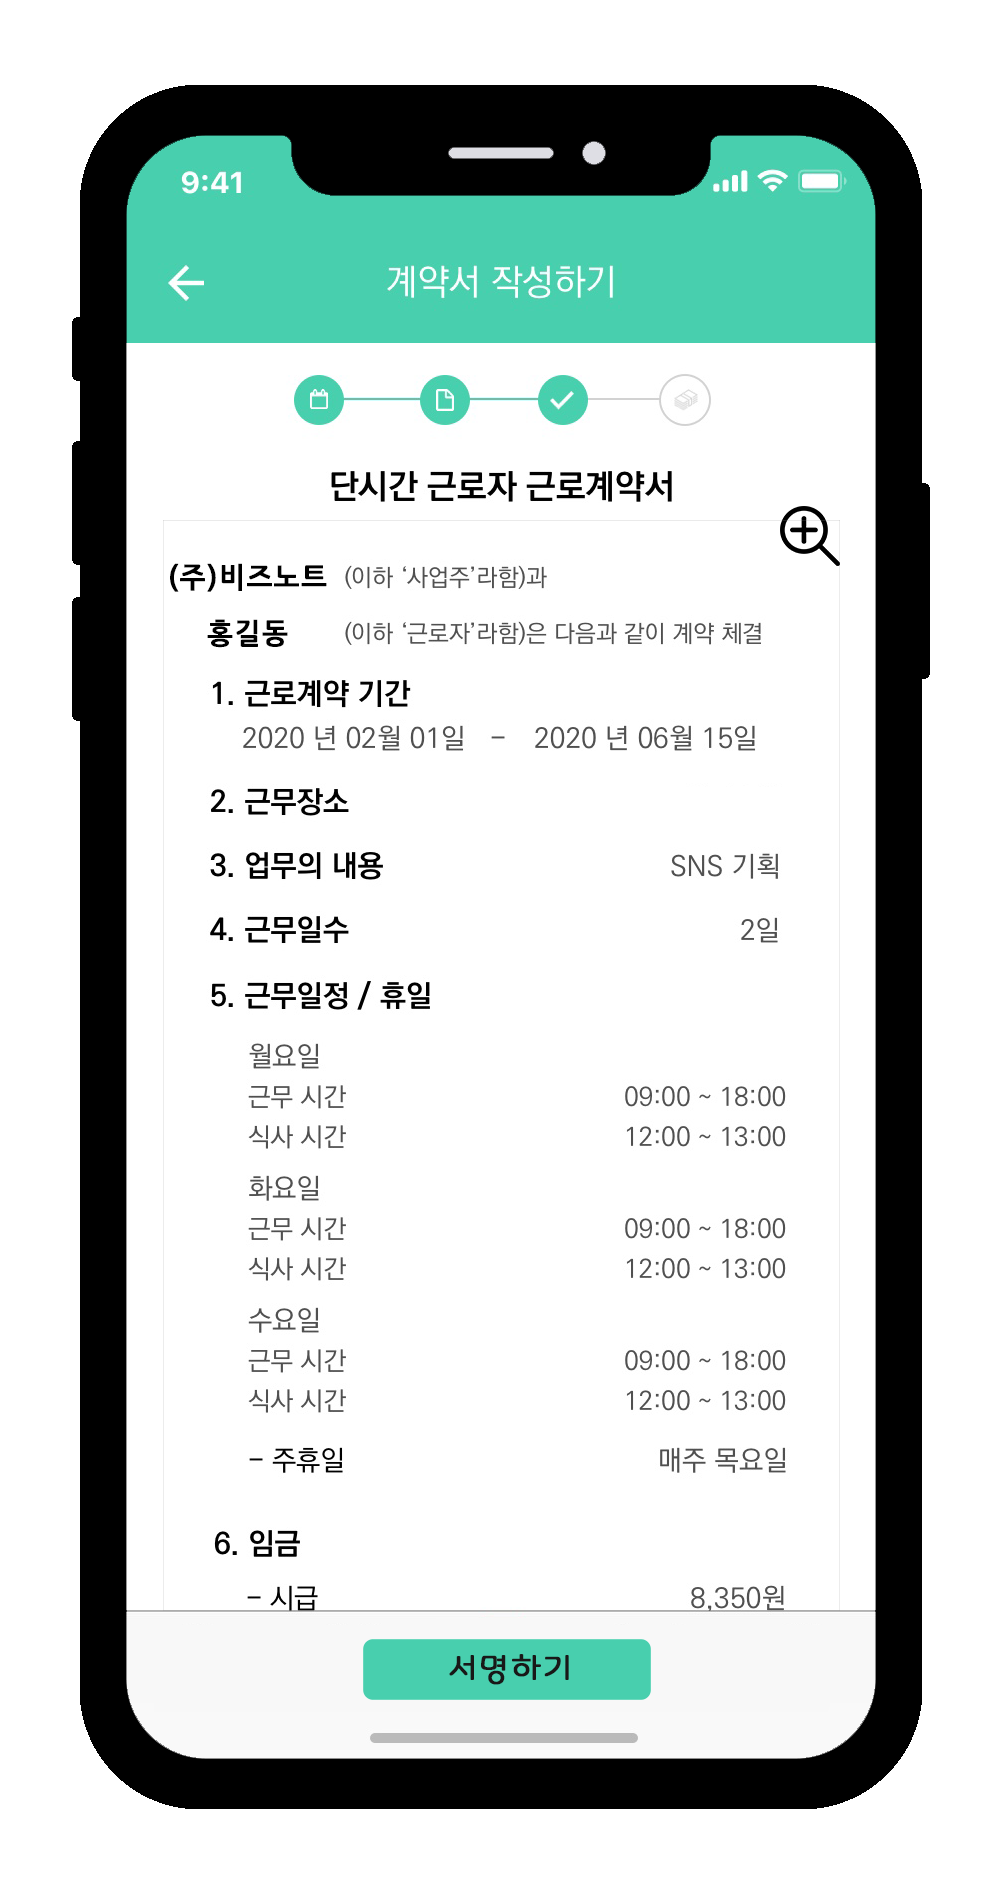 9:41
계약서 작성하기
단시간 근로자 근로계약서
(주)비즈노트 (이하 ‘사업주’라함)과
홍길동 (이하 ‘근로자’라함)은 다음과 같이 계약 체결
1. 근로계약 기간
2020 년 02월 01일 - 2020 년 06월 15일
2. 근무장소
3. 업무의 내용 SNS 기획
4. 근무일수 2일
5. 근무일정 / 휴일
월요일
근무 시간 09:00 ~ 18:00
식사 시간 12:00 ~ 13:00
화요일
근무 시간 09:00 ~ 18:00
식사 시간 12:00 ~ 13:00
수요일
근무 시간 09:00 ~ 18:00
식사 시간 12:00 ~ 13:00
- 주휴일 매주 목요일
6. 임금
- 시급 8,350원
서명하기